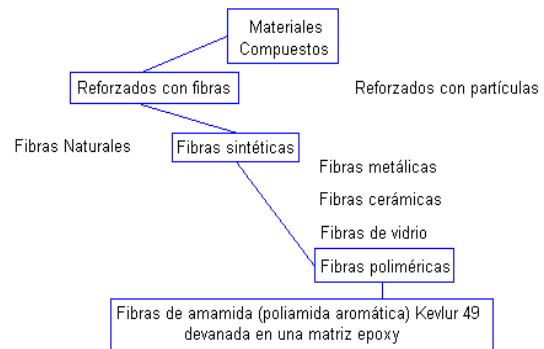 Materiales
Compuestos
Reforzados con fibras
Reforzados con partículas
Fibras Naturales
Fibras sintéticas
Fibras metálicas
Fibras cerámicas
Fibras de vidrio
Fibras poliméricas
Fibras de amamida (poliamida aromática) Kevlur 49
devanada en una matriz epoxy